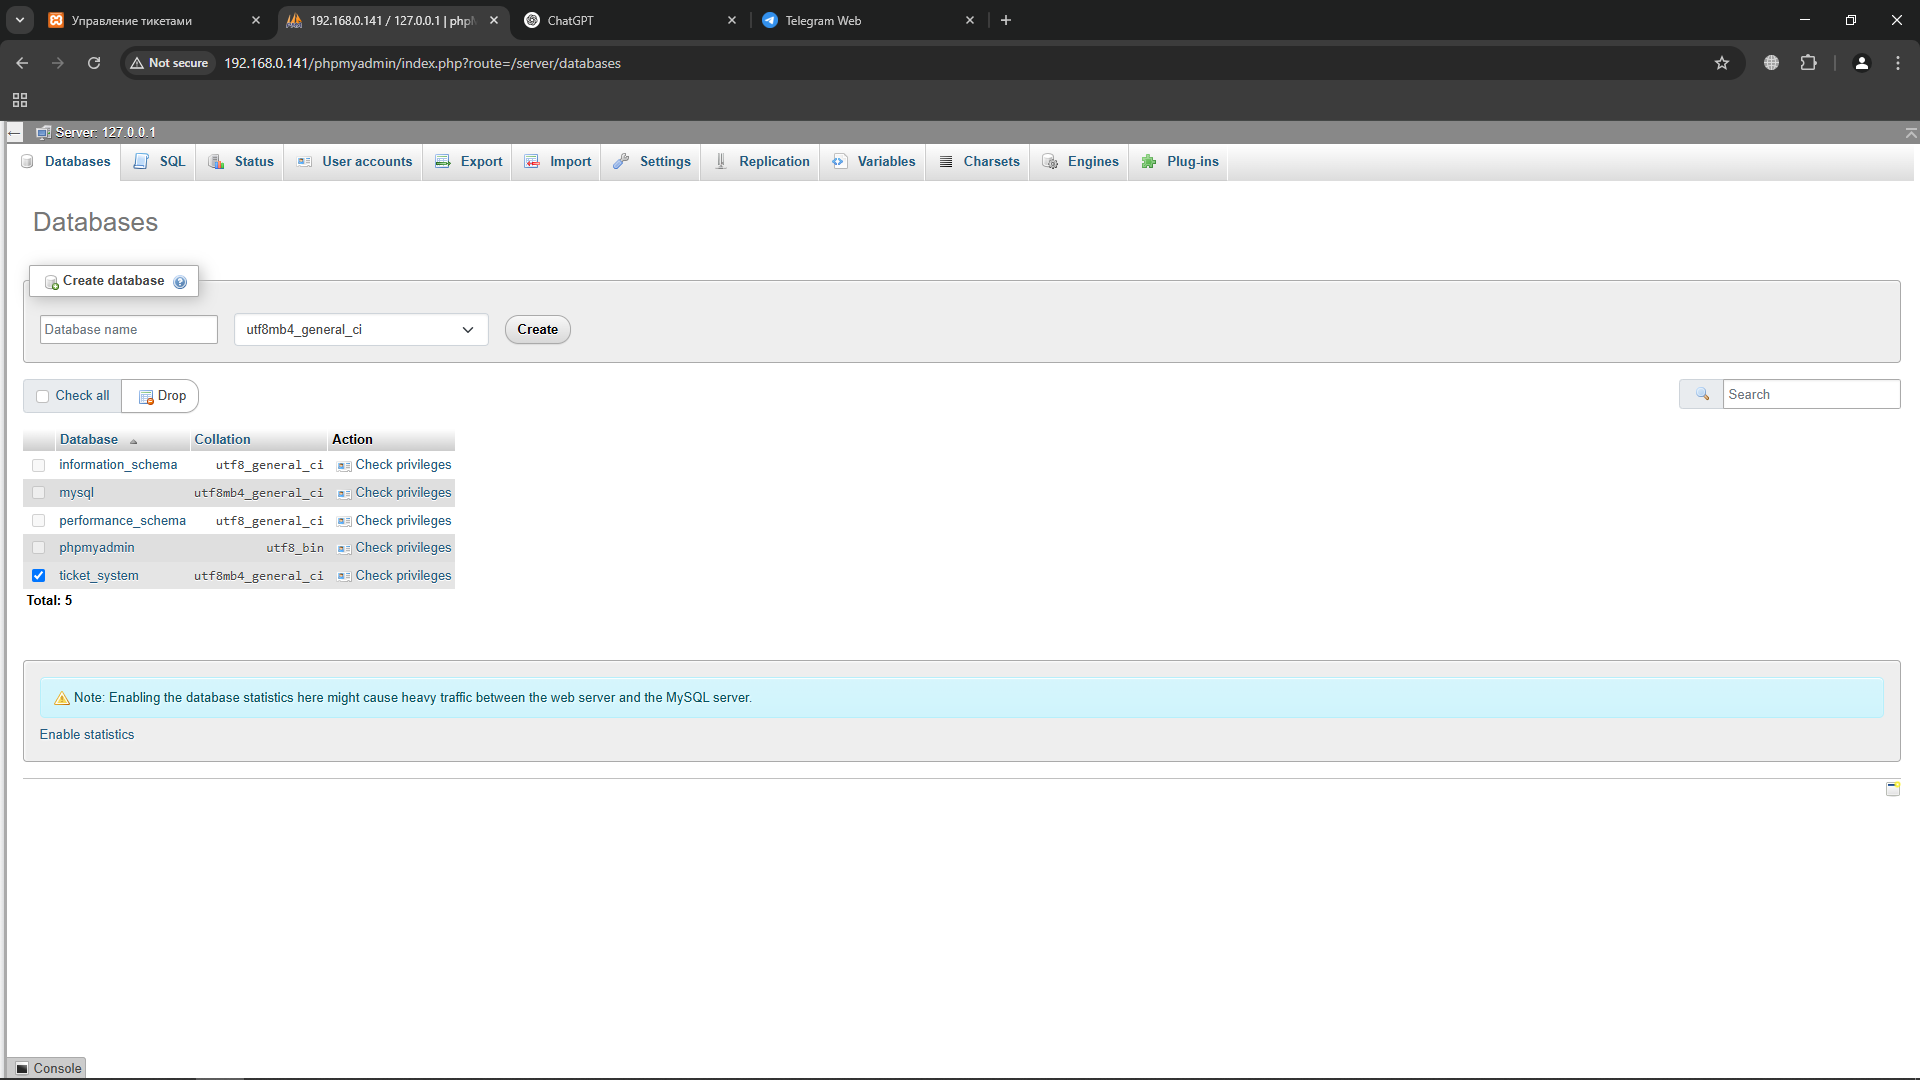 Управление тикетами
192.168.0.141 / 127.0.0.1 | phpM
ChatGPT
Telegram Web
Not secure
192.168.0.141/phpmyadmin/index.php?route=/server/databases
Server: 127.0.0.1
Databases
SQL
Status
User accounts
Export
Import
Settings
Replication
Variables
Charsets
Engines
Plug-ins
Databases
Create database
Database name
utf8mb4_general_ci
Create
Check all
Drop
Search
Database Collation Action
information_schema utf8_general_ci Check privileges
mysql utf8mb4_general_ci Check privileges
performance_schema utf8_general_ci Check privileges
phpmyadmin utf8_bin Check privileges
ticket_system utf8mb4_general_ci Check privileges
Total: 5
Note: Enabling the database statistics here might cause heavy traffic between the web server and the MySQL server.
Enable statistics
Console